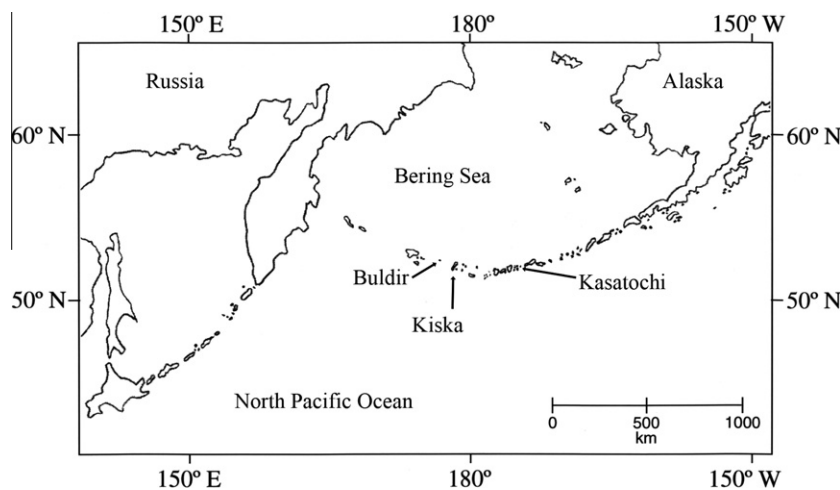 150º E
180º
150º W
Russia
Alaska
60º N
60º N
Bering Sea
Buldir
Kasatochi
50º N
50º N
Kiska
North Pacific Ocean
0
500
1000
km
150º E
180º
150º W